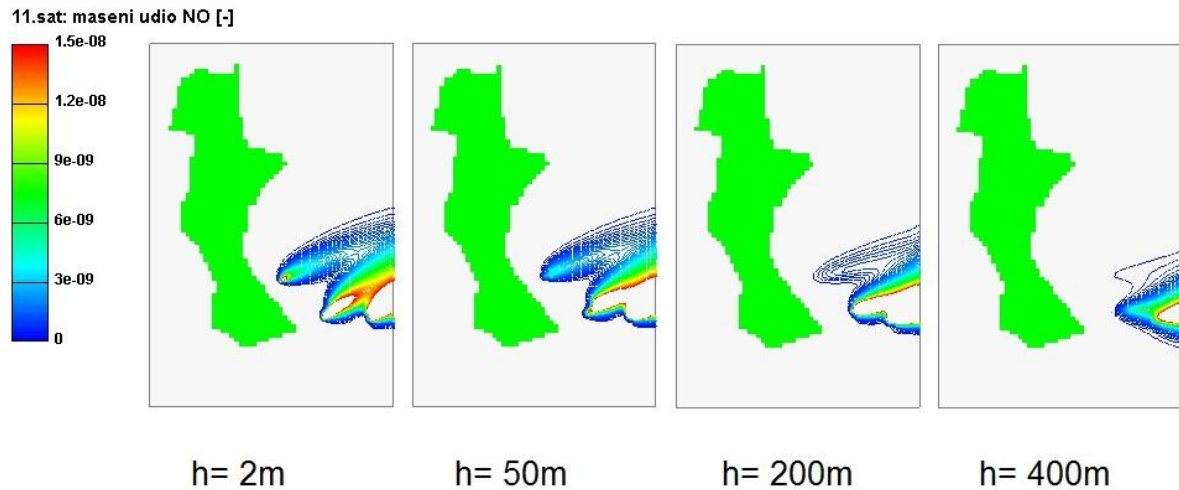 11.sat: maseni udio NO [-]
1.5e-08
1.2e-08
9e-09
6e-09
3e-09
0
h= 2m
h= 50m
h= 200m
h= 400m